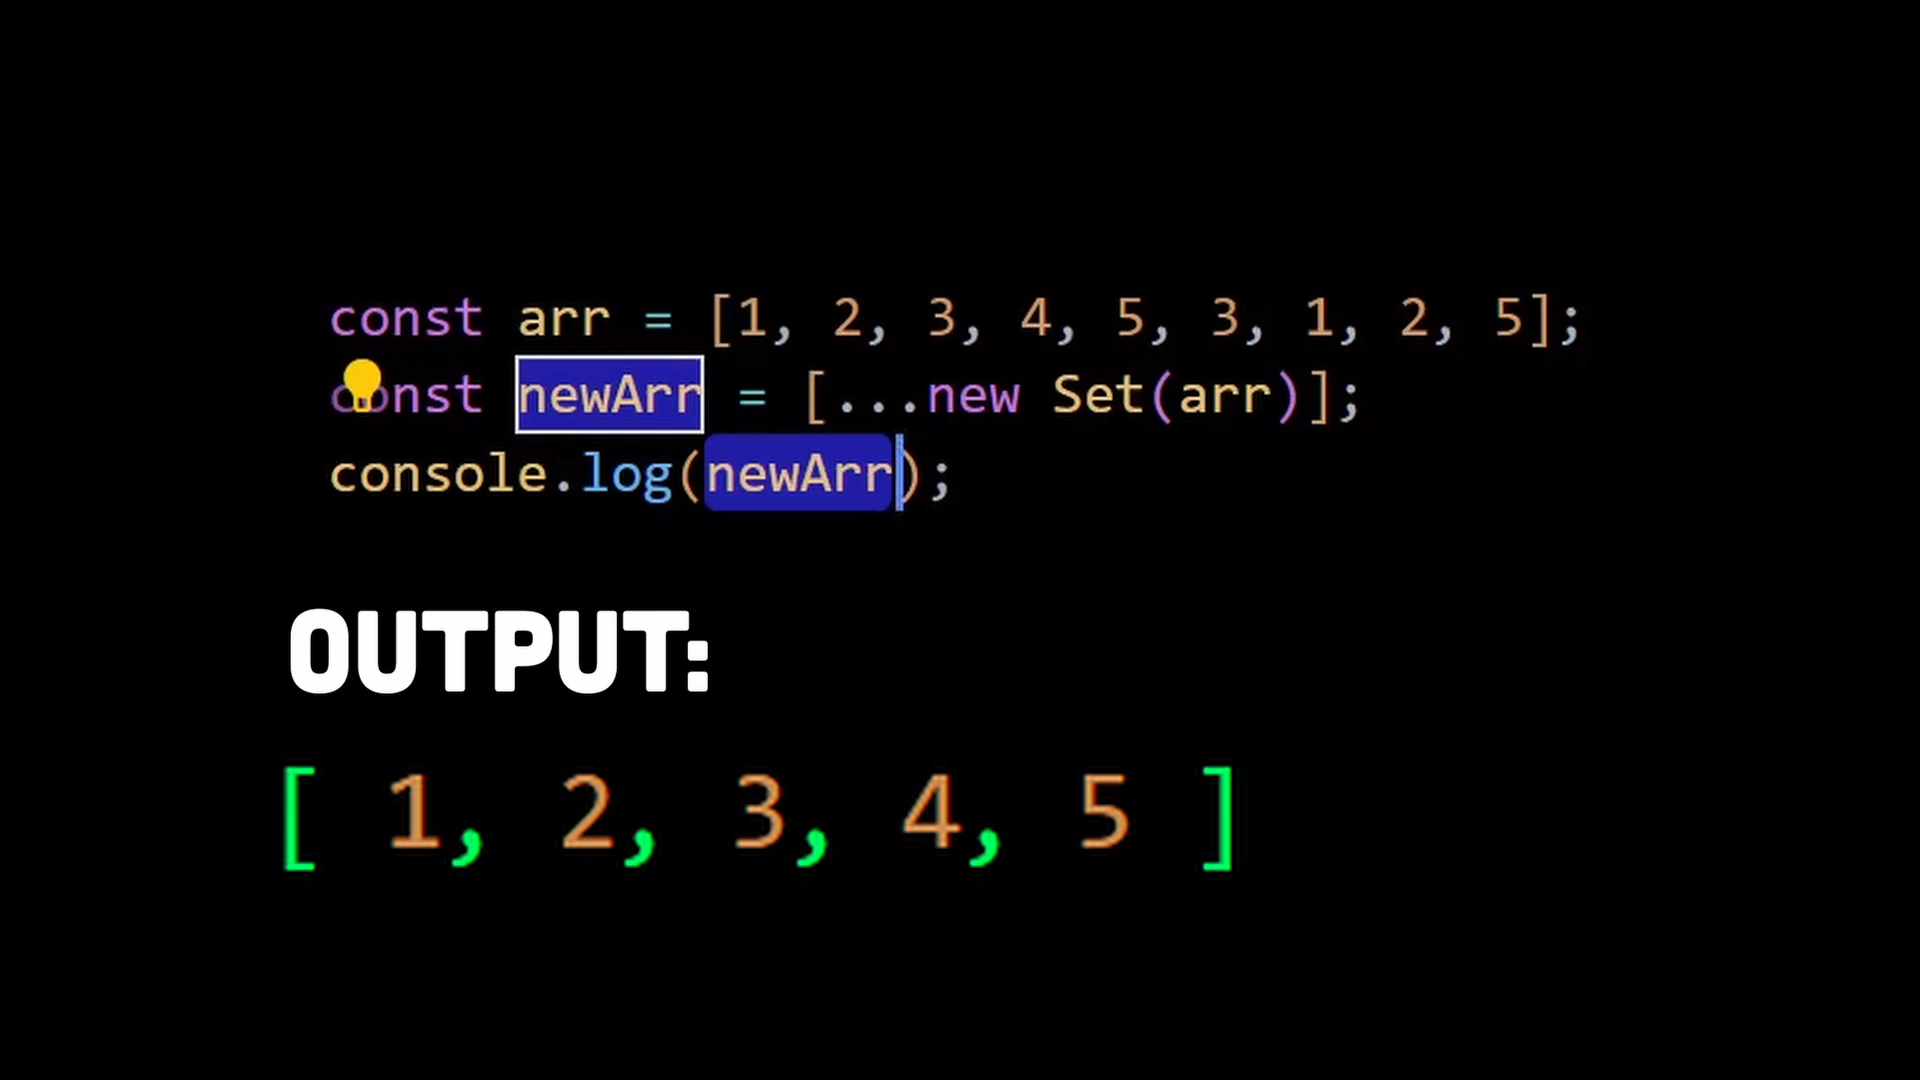 const arr = [1, 2, 3, 4, 5, 3, 1, 2, 5];
const newArr = [...new Set(arr)];
console.log(newArr);
OUTPUT:
[ 1, 2, 3, 4, 5 ]